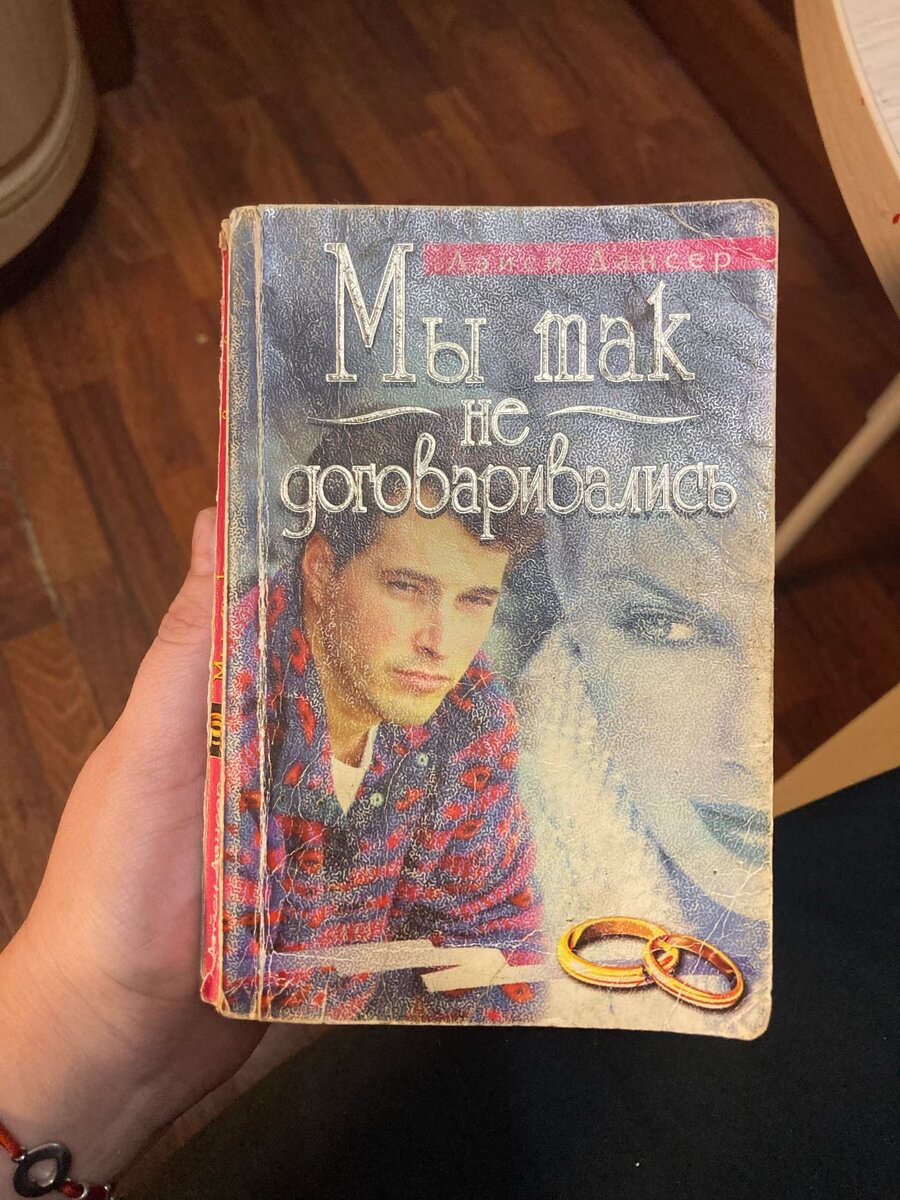 Лэйси Дансер
Мы так
не
договаривались